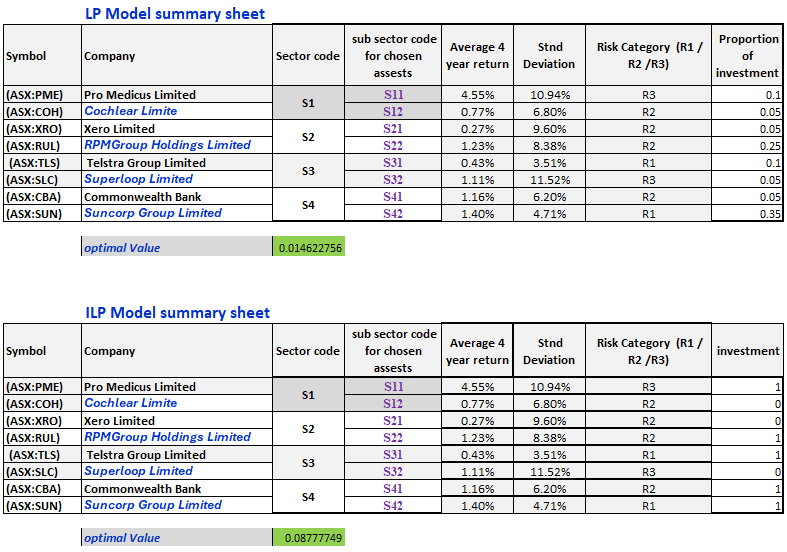 LP Model summary sheet
Symbol Company Sector code sub sector code for chosen assests Average 4 year return Stnd Deviation Risk Category (R1 / R2 /R3) Proportion of investment
(ASX:PME) Pro Medicus Limited S1 S11 4.55% 10.94% R3 0.1
(ASX:COH) Cochlear Limite S12 0.77% 6.80% R2 0.05
(ASX:XRO) Xero Limited S2 S21 0.27% 9.60% R2 0.05
(ASX:RUL) RPMGroup Holdings Limited S22 1.23% 8.38% R2 0.25
(ASX:TLS) Telstra Group Limited S3 S31 0.43% 3.51% R1 0.1
(ASX:SLC) Superloop Limited S32 1.11% 11.52% R3 0.05
(ASX:CBA) Commonwealth Bank S4 S41 1.16% 6.20% R2 0.05
(ASX:SUN) Suncorp Group Limited S42 1.40% 4.71% R1 0.35
optimal Value 0.014622756
ILP Model summary sheet
Symbol Company Sector code sub sector code for chosen assests Average 4 year return Stnd Deviation Risk Category (R1 / R2 /R3) investment
(ASX:PME) Pro Medicus Limited S1 S11 4.55% 10.94% R3 1
(ASX:COH) Cochlear Limited S12 0.77% 6.80% R2 0
(ASX:XRO) Xero Limited S2 S21 0.27% 9.60% R2 0
(ASX:RUL) RPMGroup Holdings Limited S22 1.23% 8.38% R2 1
(ASX:TLS) Telstra Group Limited S3 S31 0.43% 3.51% R1 1
(ASX:SLC) Superloop Limited S32 1.11% 11.52% R3 0
(ASX:CBA) Commonwealth Bank S4 S41 1.16% 6.20% R2 1
(ASX:SUN) Suncorp Group Limited S42 1.40% 4.71% R1 1
optimal Value 0.08777749